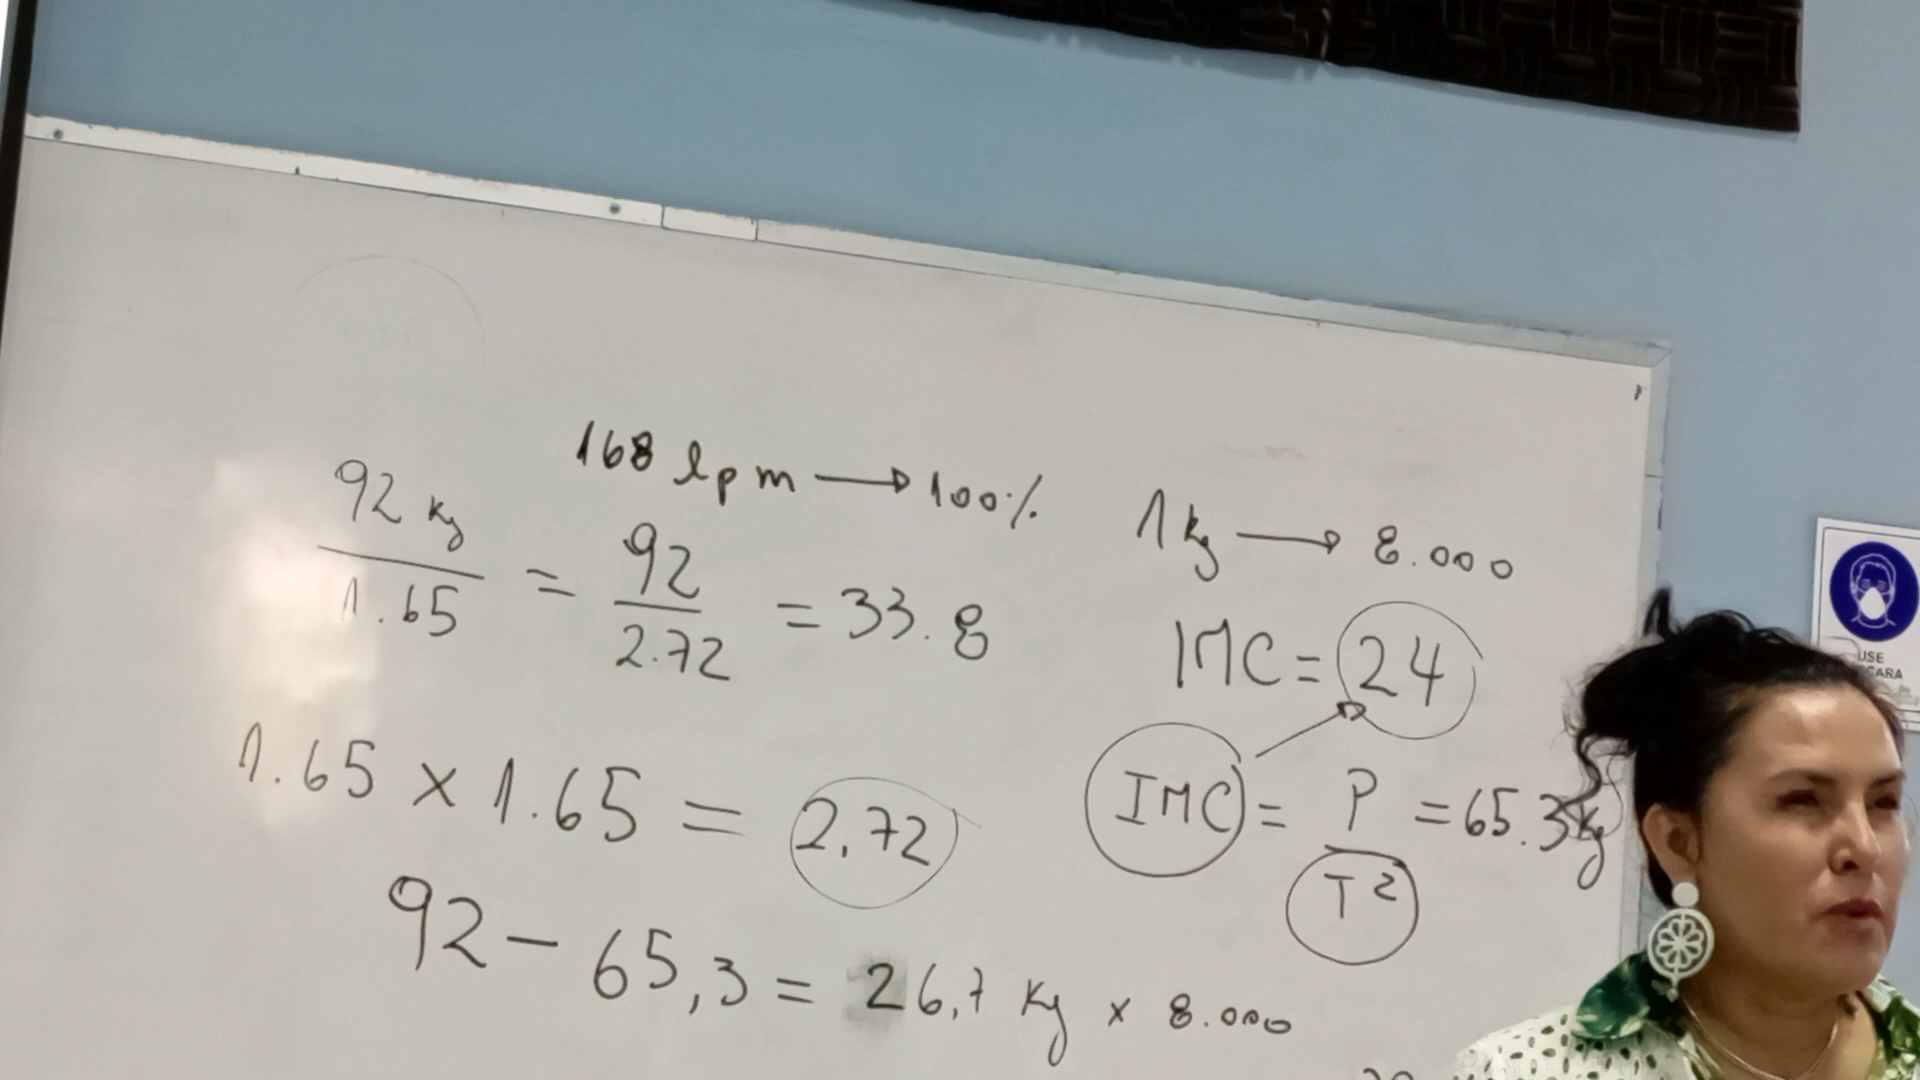 168 lpm → 100%
92 kg / 1.65 = 92 / 2.72 = 33.8
1.65 x 1.65 = 2.72
92 - 65,3 = 26,7 Kg x 8.000
1 kg → 8.000
IMC = 24
IMC = P / T² = 65.3 kg
USE